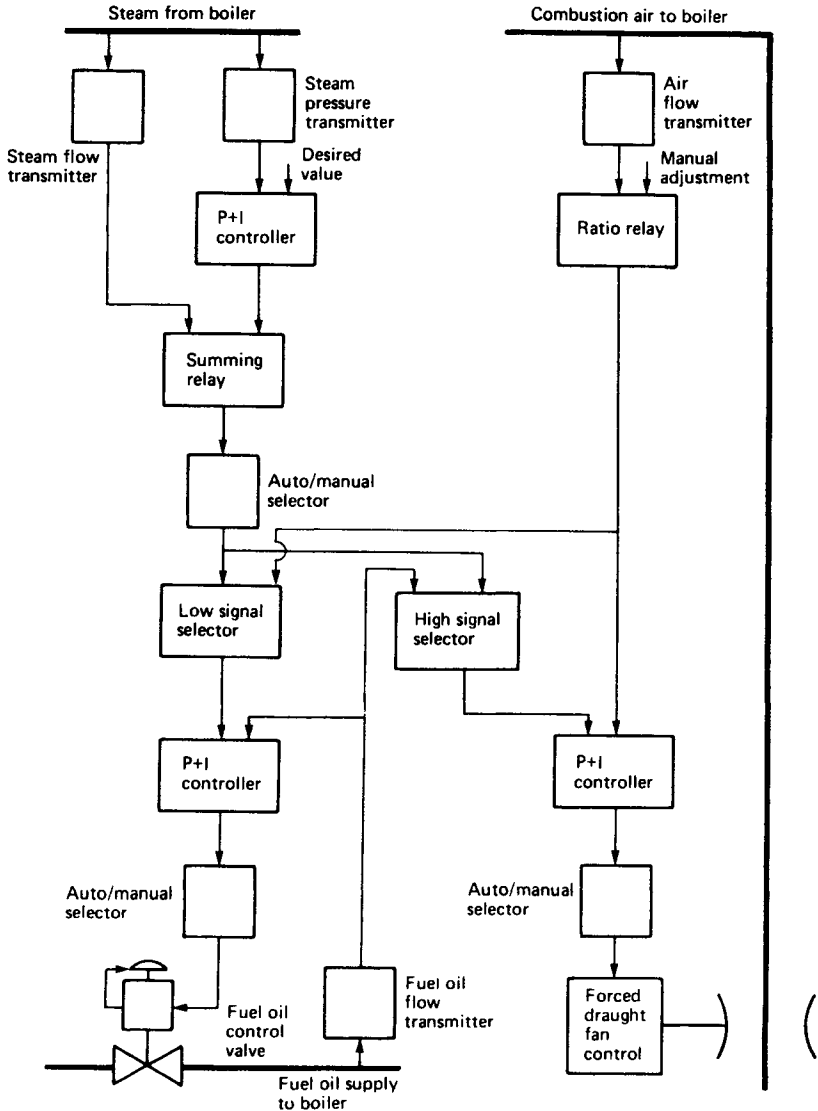 Steam from boiler
Combustion air to boiler
Steam
pressure
transmitter
Air
flow
transmitter
Steam flow
transmitter
Desired
value
Manual
adjustment
P+I
controller
Ratio relay
Summing
relay
Auto/manual
selector
Low signal
selector
High signal
selector
P+I
controller
P+I
controller
Auto/manual
selector
Auto/manual
selector
Fuel oil
control
valve
Fuel oil
flow
transmitter
Forced
draught
fan
control
Fuel oil supply
to boiler